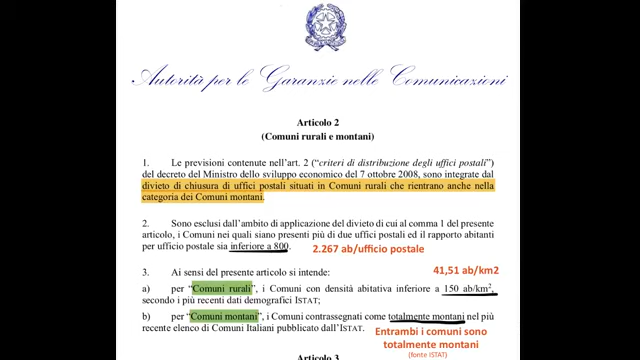 Autorità per le Garanzie nelle Comunicazioni
Articolo 2
(Comuni rurali e montani)
1. Le previsioni contenute nell'art. 2 ("criteri di distribuzione degli uffici postali")
del decreto del Ministro dello sviluppo economico del 7 ottobre 2008, sono integrate dal
divieto di chiusura di uffici postali situati in Comuni rurali che rientrano anche nella
categoria dei Comuni montani.
2. Sono esclusi dall'ambito di applicazione del divieto di cui al comma 1 del presente
articolo, i Comuni nei quali siano presenti più di due uffici postali ed il rapporto abitanti
per ufficio postale sia inferiore a 800.
2.267 ab/ufficio postale
3. Ai sensi del presente articolo si intende:
41,51 ab/km2
a) per "Comuni rurali", i Comuni con densità abitativa inferiore a 150 ab/km²,
secondo i più recenti dati demografici ISTAT;
b) per "Comuni montani", i Comuni contrassegnati come totalmente montani nel più
recente elenco di Comuni Italiani pubblicato dall'ISTAT.
Entrambi i comuni sono
totalmente montani
(fonte ISTAT)
Articolo 3